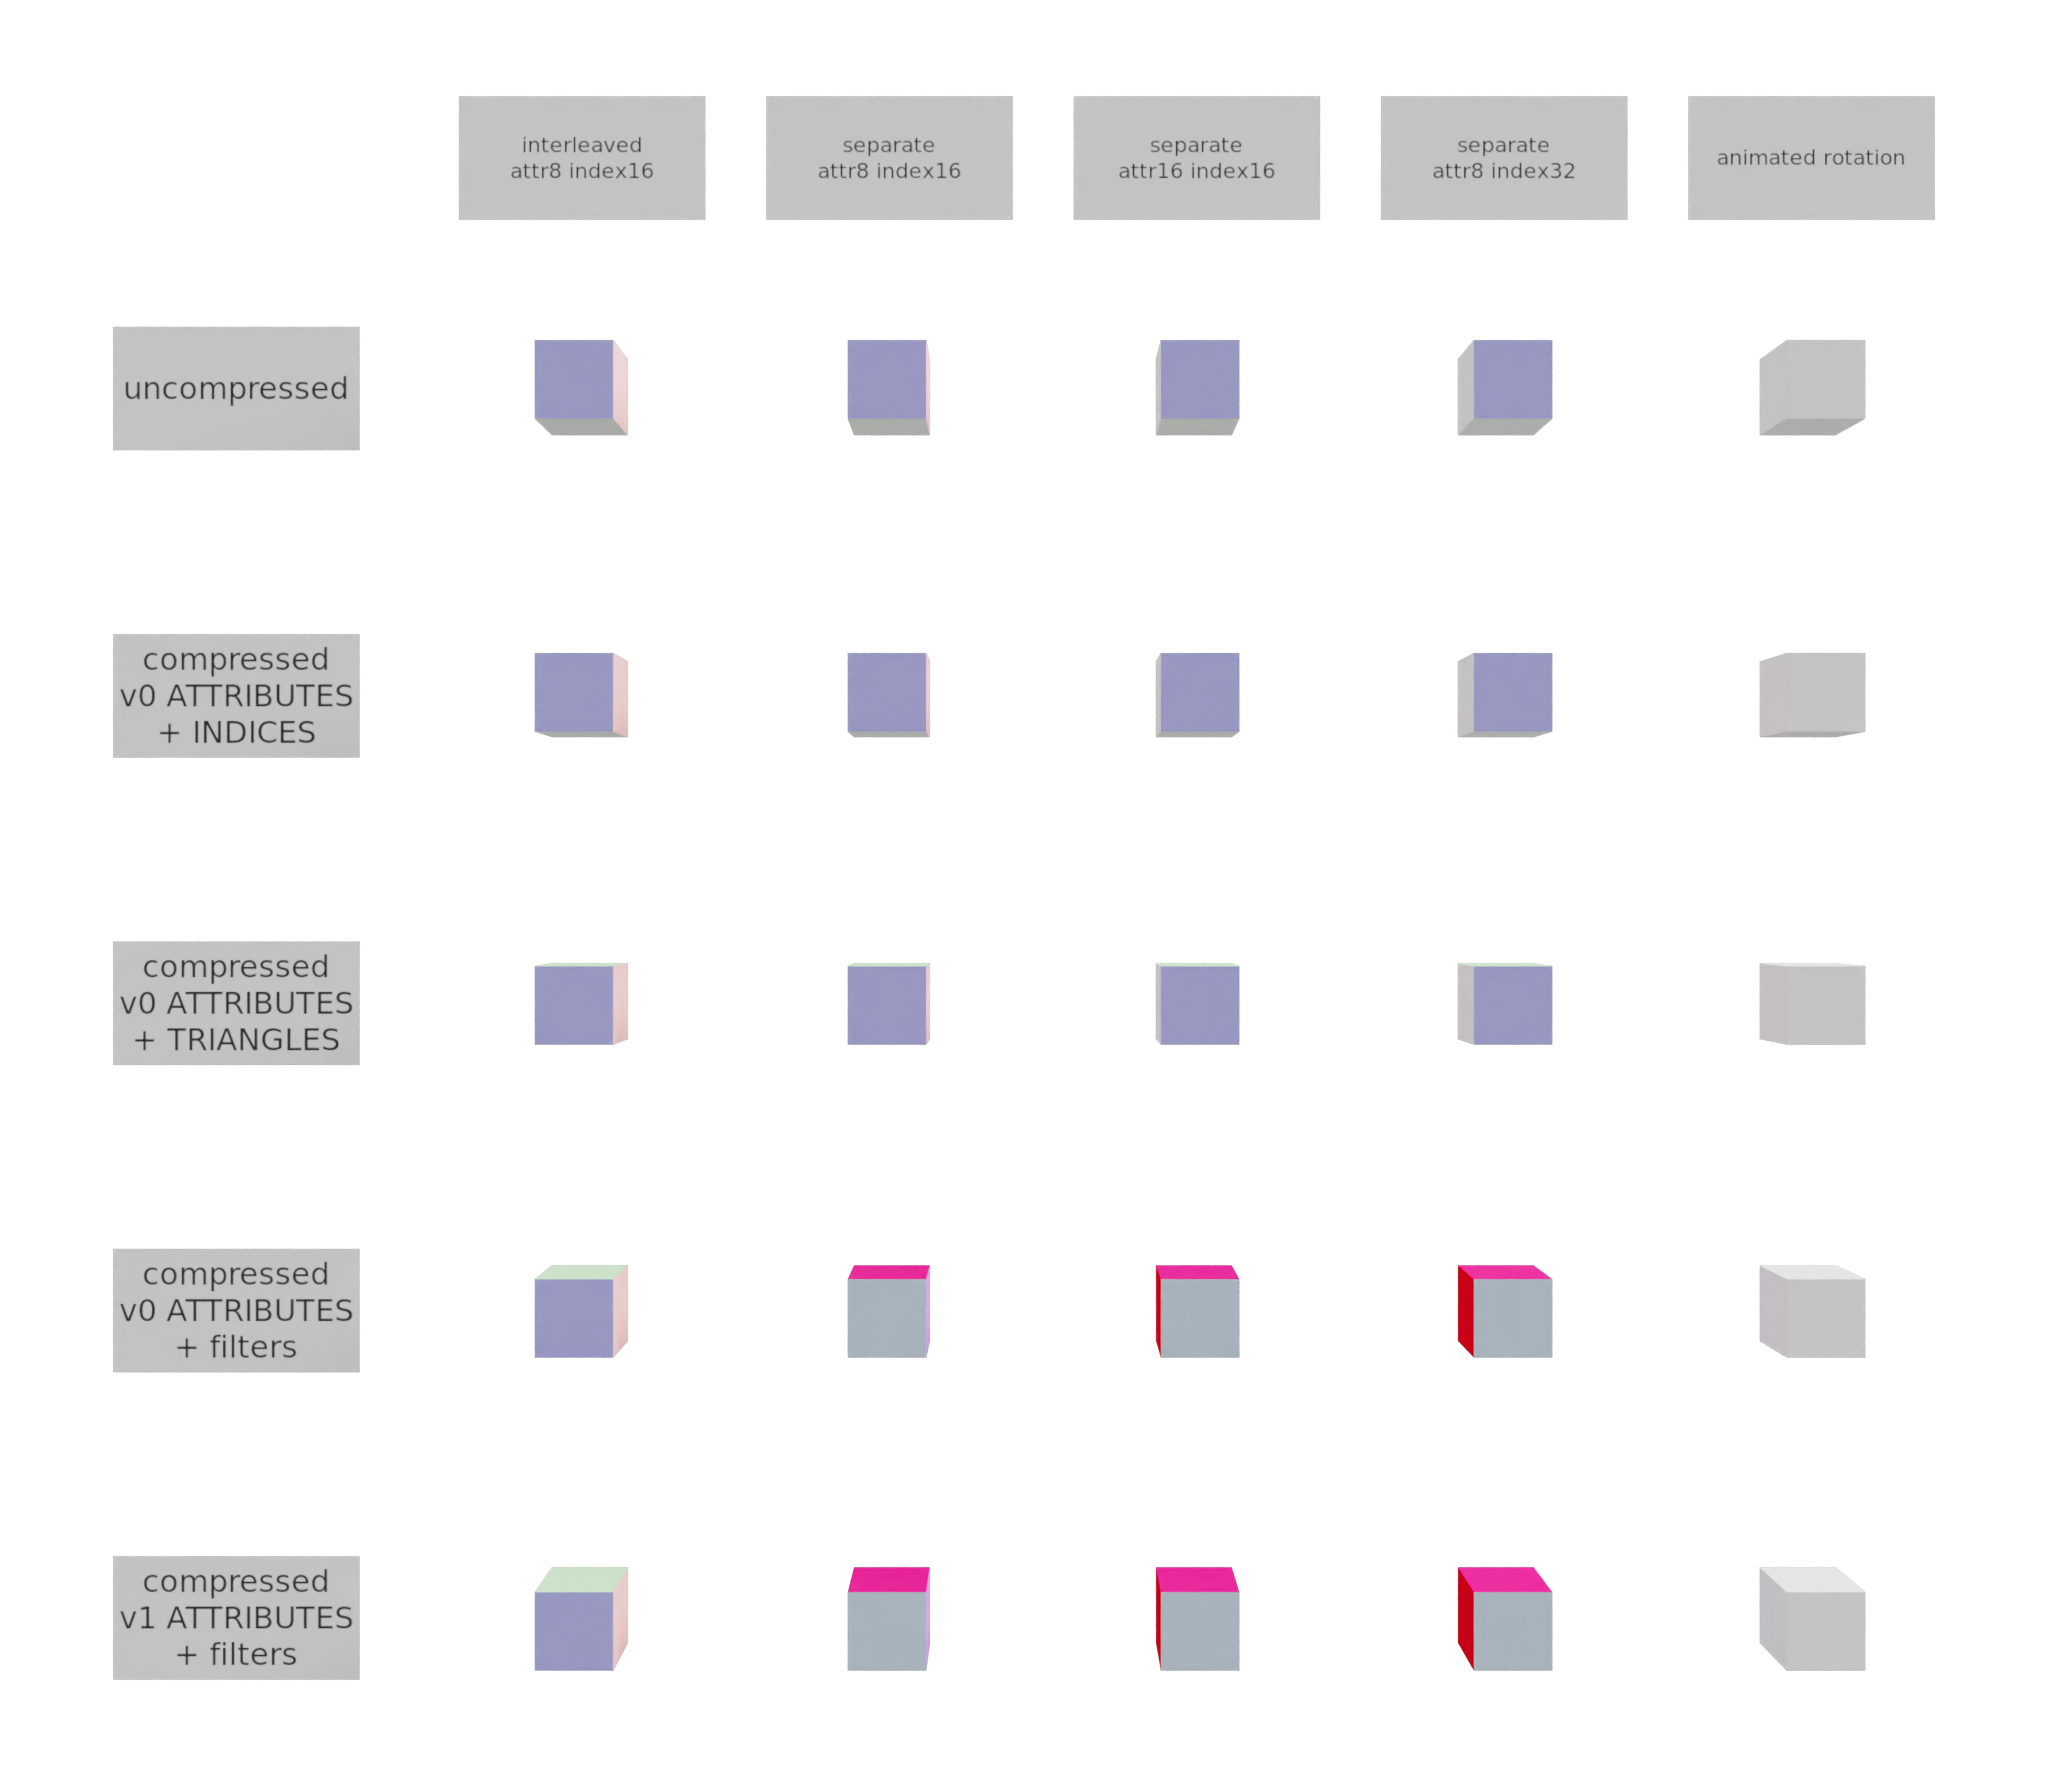 interleaved
attr8 index16
separate
attr8 index16
separate
attr16 index16
separate
attr8 index32
animated rotation
uncompressed
compressed
v0 ATTRIBUTES
+ INDICES
compressed
v0 ATTRIBUTES
+ TRIANGLES
compressed
v0 ATTRIBUTES
+ filters
compressed
v1 ATTRIBUTES
+ filters